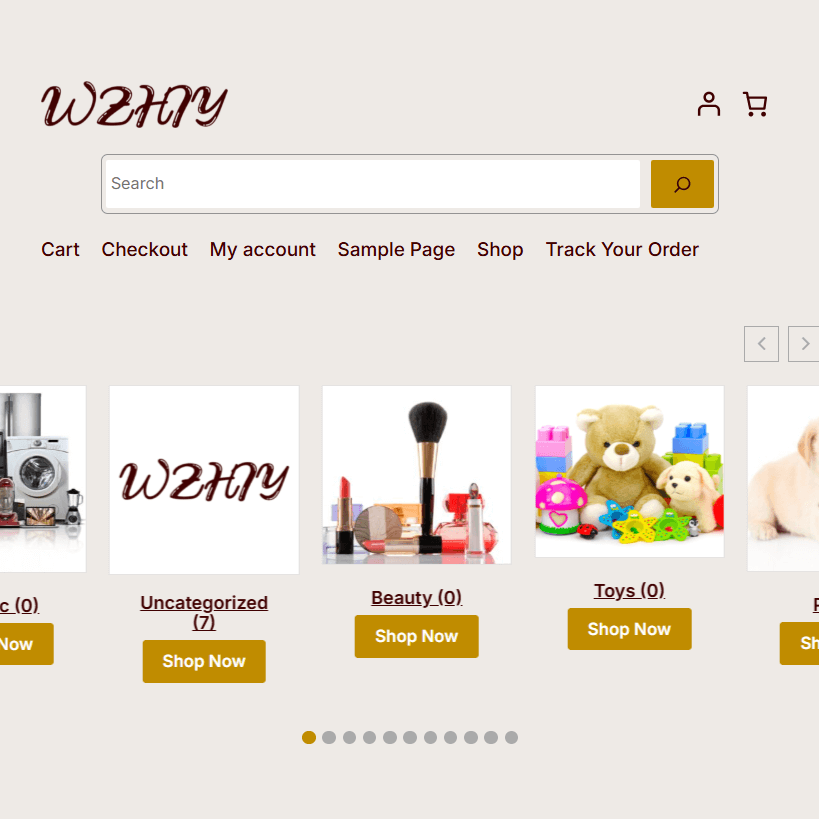 WZHIY
Search
Cart Checkout My account Sample Page Shop Track Your Order
WZHIY
c (0)
Uncategorized
(7)
Beauty (0)
Toys (0)
Now
Shop Now
Shop Now
Shop Now